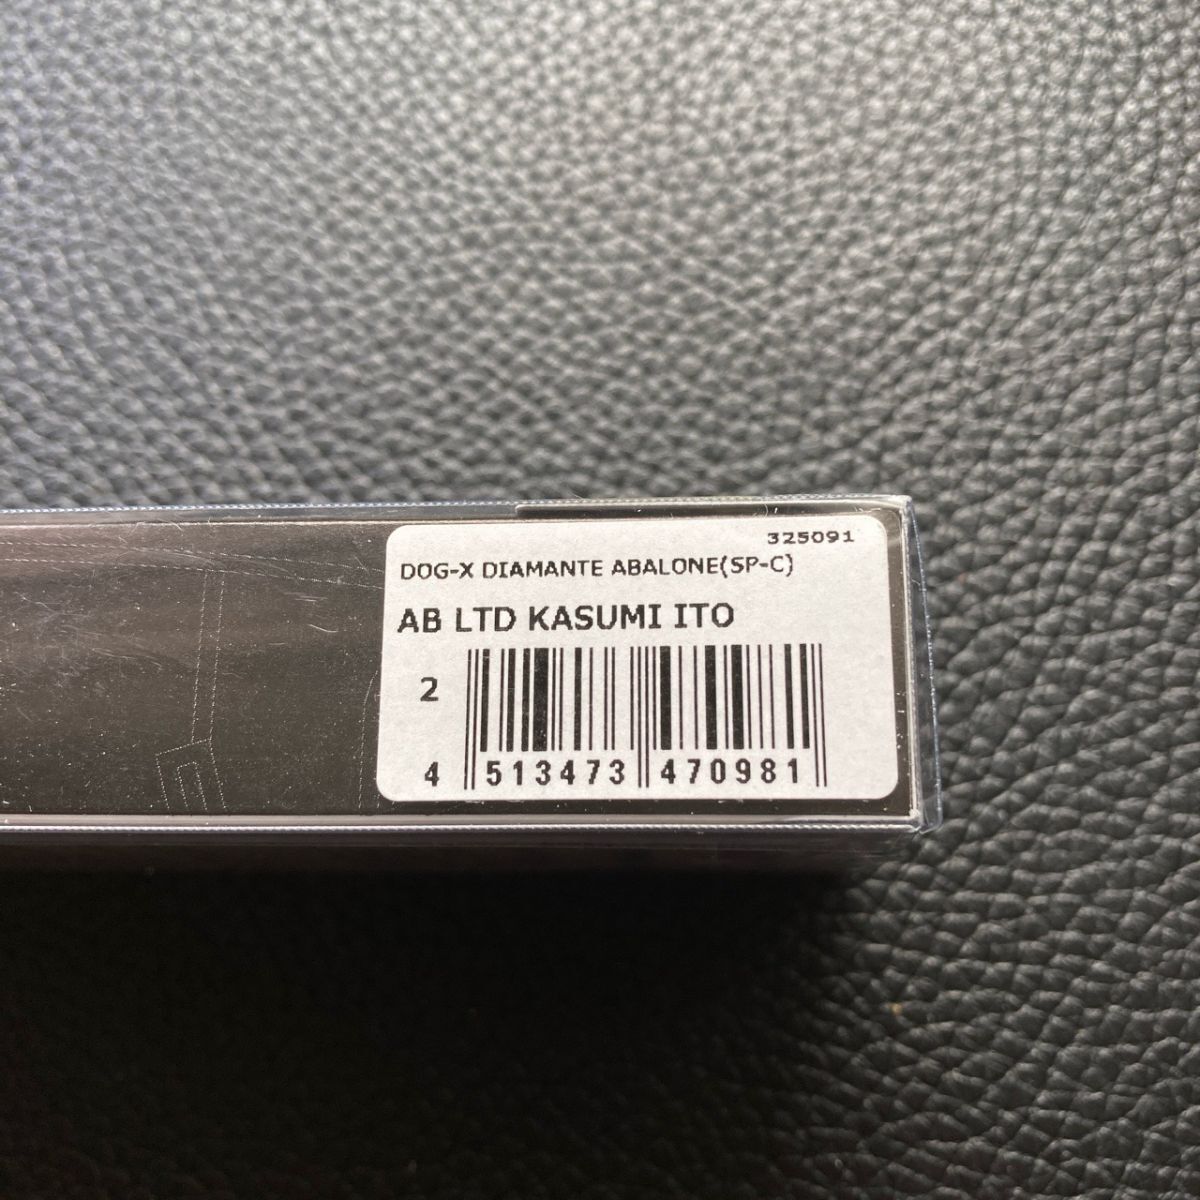 325091
DOG-X DIAMANTE ABALONE(SP-C)
AB LTD KASUMI ITO
2
4 513473 470981